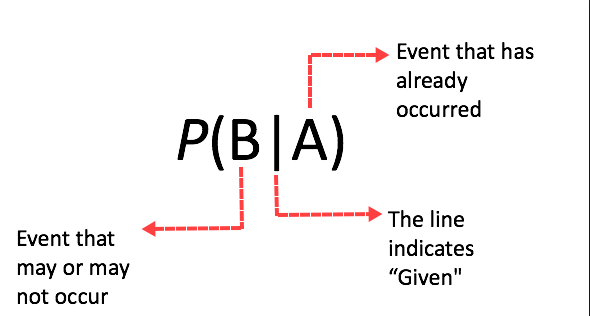 Event that has
already
occurred
P(B|A)
The line
indicates
“Given"
Event that
may or may
not occur